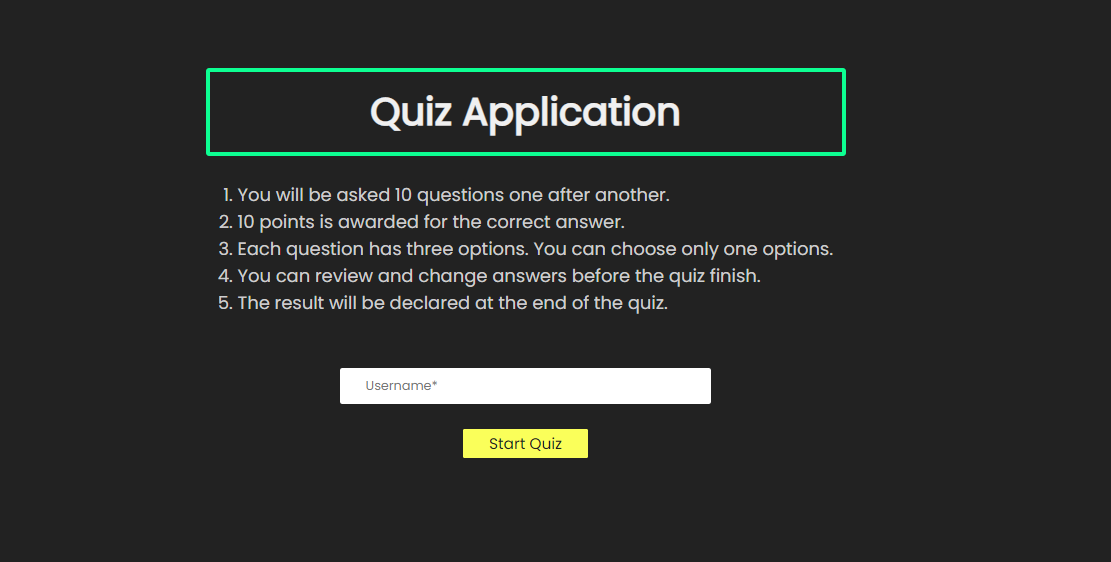 Quiz Application
1. You will be asked 10 questions one after another.
2. 10 points is awarded for the correct answer.
3. Each question has three options. You can choose only one options.
4. You can review and change answers before the quiz finish.
5. The result will be declared at the end of the quiz.
Username*
Start Quiz